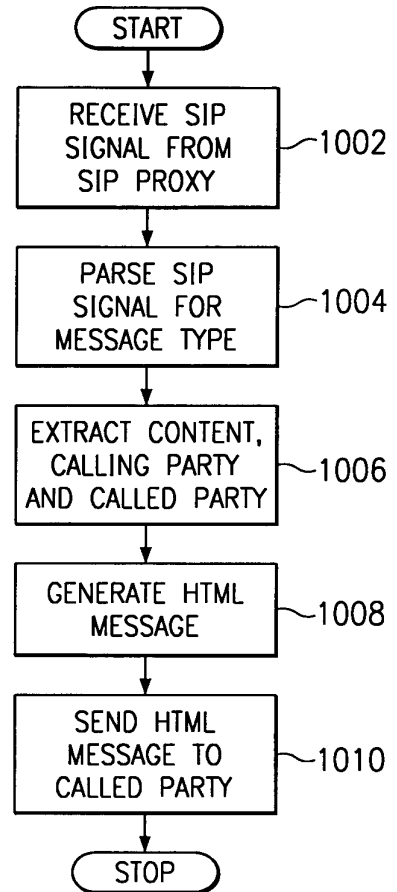 START
RECEIVE SIP
SIGNAL FROM
SIP PROXY
1002
PARSE SIP
SIGNAL FOR
MESSAGE TYPE
1004
EXTRACT CONTENT,
CALLING PARTY
AND CALLED PARTY
1006
GENERATE HTML
MESSAGE
1008
SEND HTML
MESSAGE TO
CALLED PARTY
1010
STOP